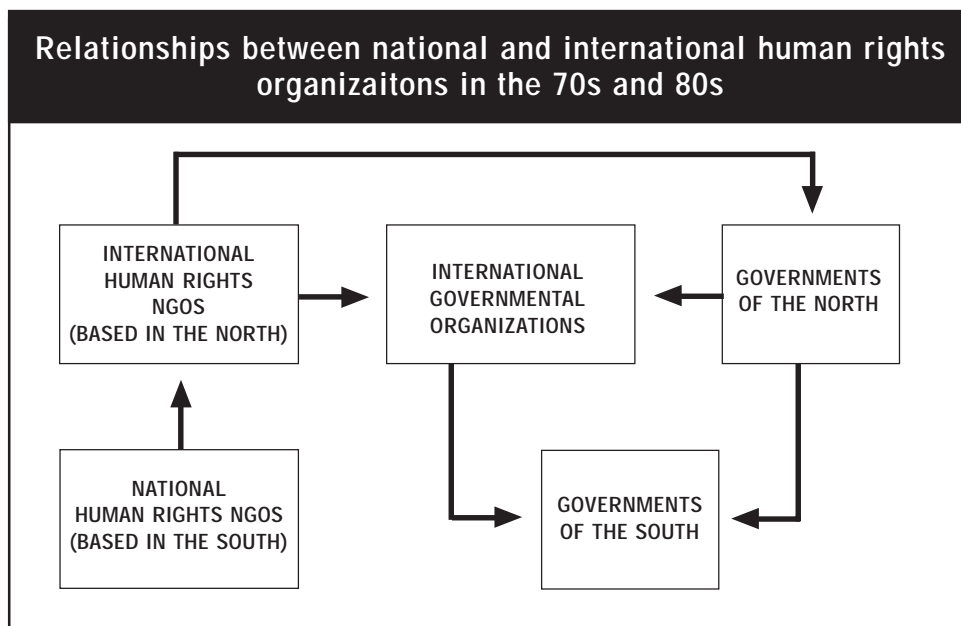 Relationships between national and international human rights
organizaitons in the 70s and 80s
INTERNATIONAL
HUMAN RIGHTS
NGOS
(BASED IN THE NORTH)
INTERNATIONAL
GOVERNMENTAL
ORGANIZATIONS
GOVERNMENTS
OF THE NORTH
NATIONAL
HUMAN RIGHTS NGOS
(BASED IN THE SOUTH)
GOVERNMENTS
OF THE SOUTH